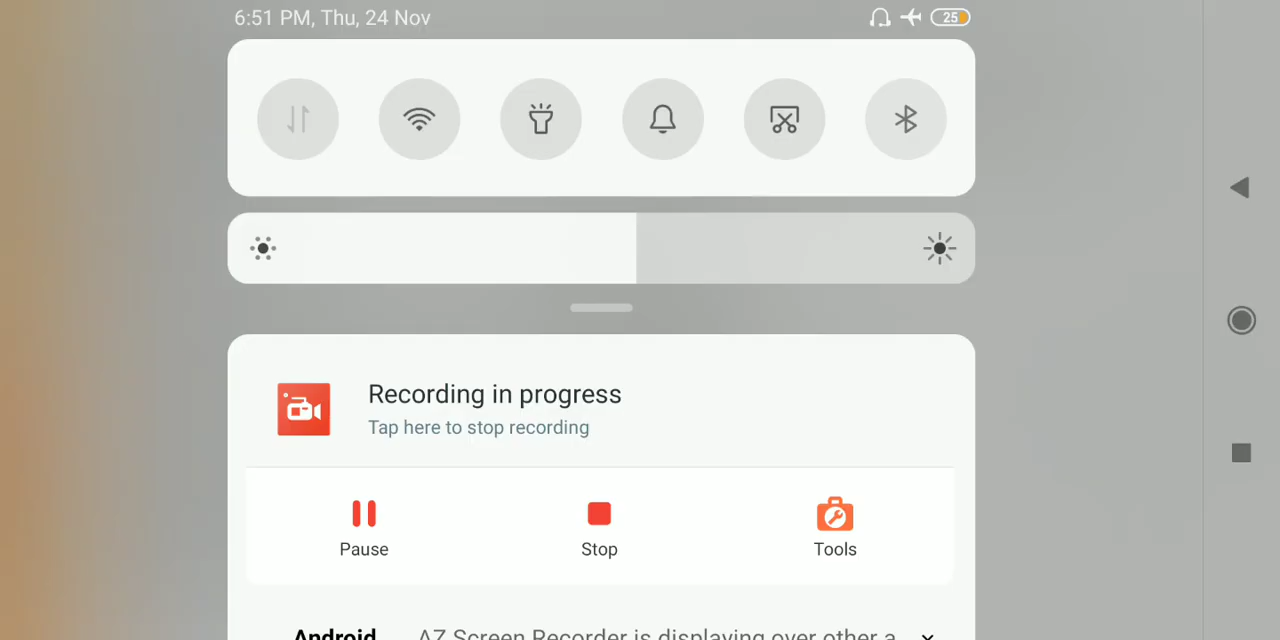 6:51 PM, Thu, 24 Nov
25
Recording in progress
Tap here to stop recording
Pause
Stop
Tools
Android AZ Screen Recorder is displaying over other a